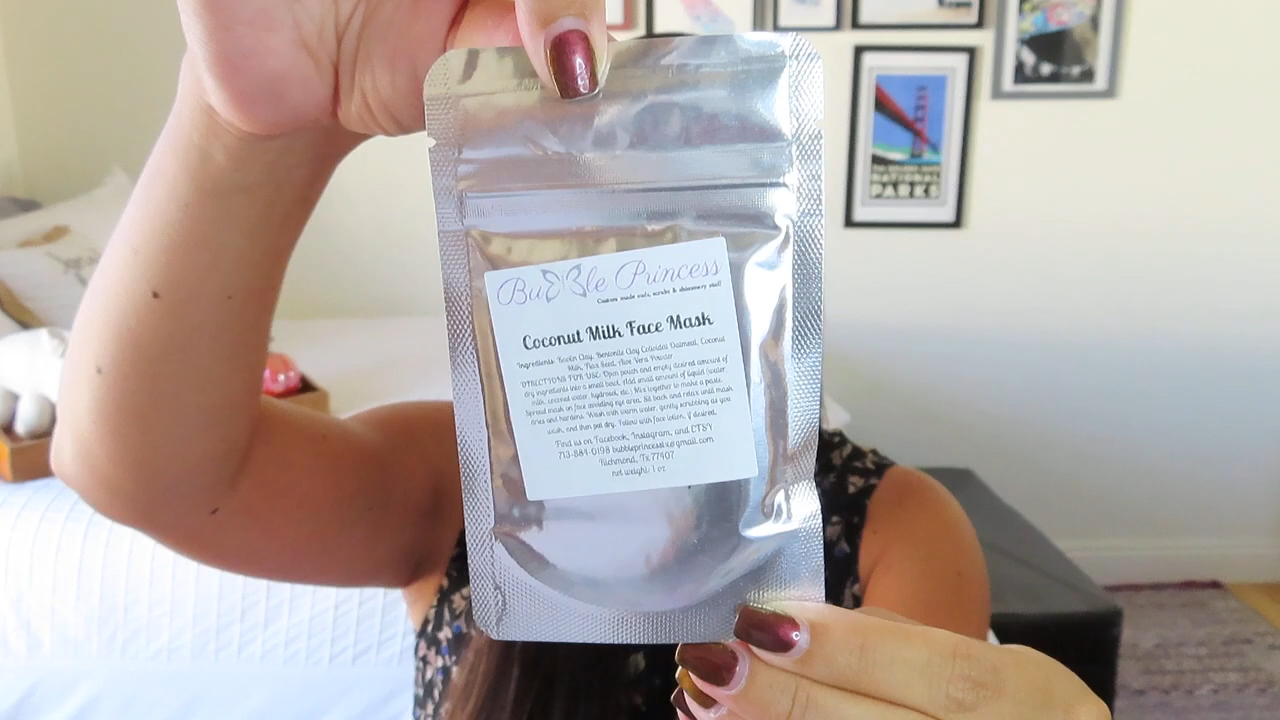 NATIONAL
PARKS
Bubble Princess
Custom made suds, scrubs & shimmery stuff
Coconut Milk Face Mask
Ingredients: Kaolin Clay, Bentonite Clay Colloidal Oatmeal, Coconut
Milk, Flax Seed, Aloe Vera Powder
DIRECTIONS FOR USE: Open pouch and empty desired amount of
dry ingredients into a small bowl. Add small amount of liquid (water,
milk, coconut water, hydrosol, etc.) Mix together to make a paste.
Spread mask on face avoiding eye area. Sit back and relax until mask
dries and hardens. Wash with warm water, gently scrubbing as you
wash, and then pat dry. Follow with face lotion, if desired.
Find us on Facebook, Instagram, and ETSY
713-884-0198 bubbleprincesstx@gmail.com
Richmond, Tx 77407
net weight: 1 oz